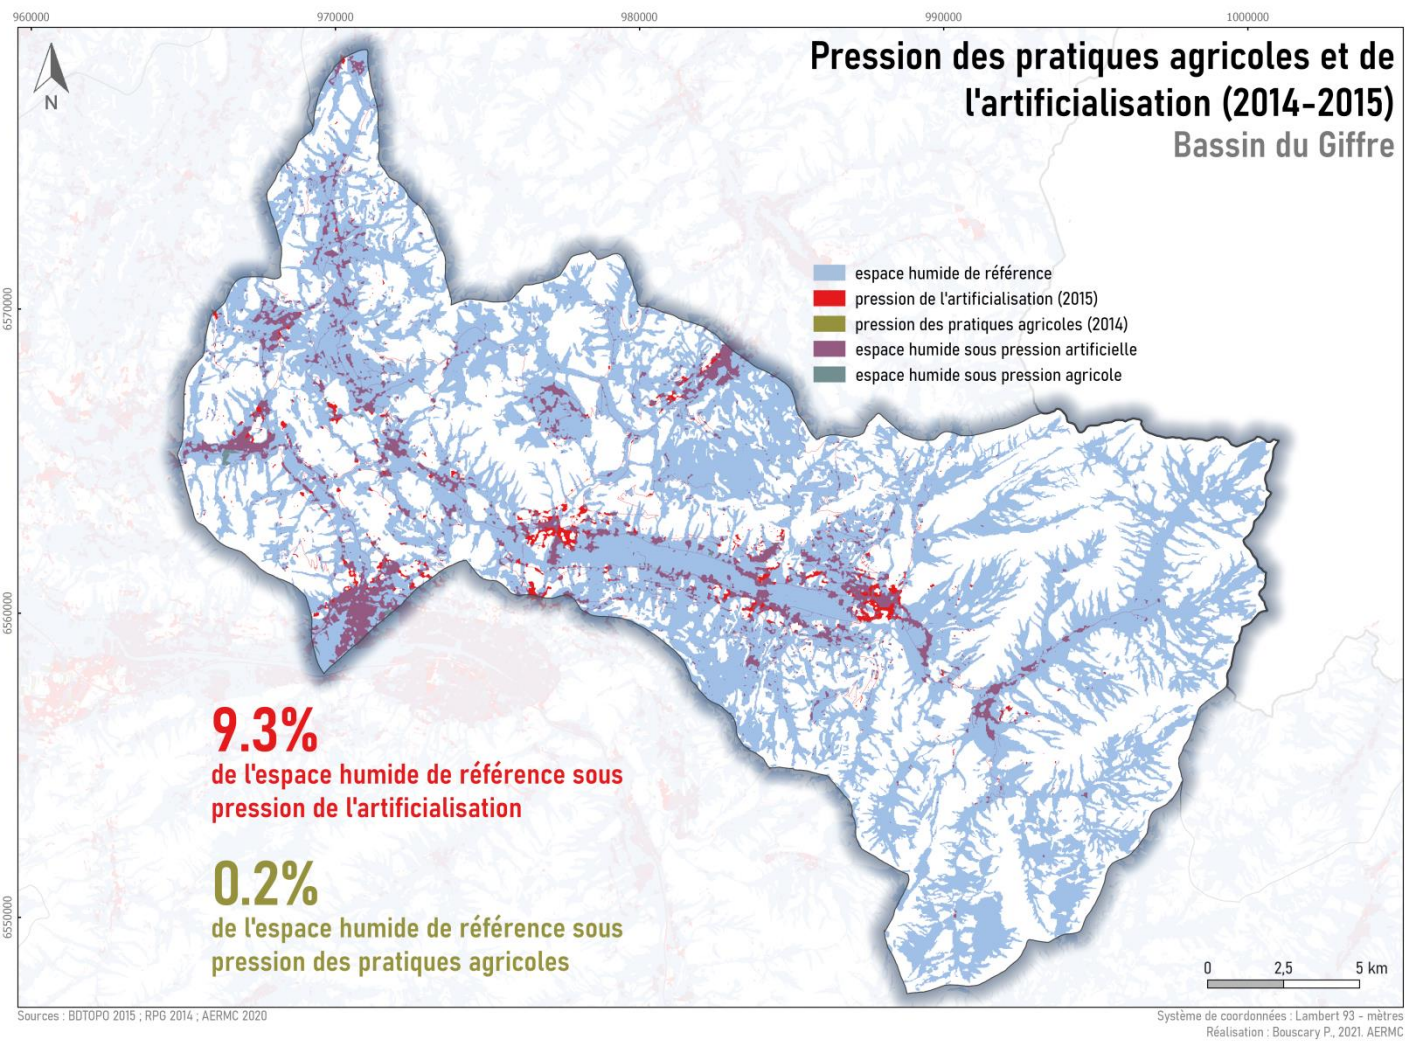 960000
970000
980000
990000
1000000
N
Pression des pratiques agricoles et de
l'artificialisation (2014-2015)
Bassin du Giffre
espace humide de référence
pression de l'artificialisation (2015)
pression des pratiques agricoles (2014)
espace humide sous pression artificielle
espace humide sous pression agricole
6570000
6560000
6550000
9.3%
de l'espace humide de référence sous
pression de l'artificialisation
0.2%
de l'espace humide de référence sous
pression des pratiques agricoles
0 2,5 5 km
Sources : BDTOPO 2015 ; RPG 2014 ; AERMC 2020
Système de coordonnées : Lambert 93 - mètres
Réalisation : Bouscary P., 2021. AERMC